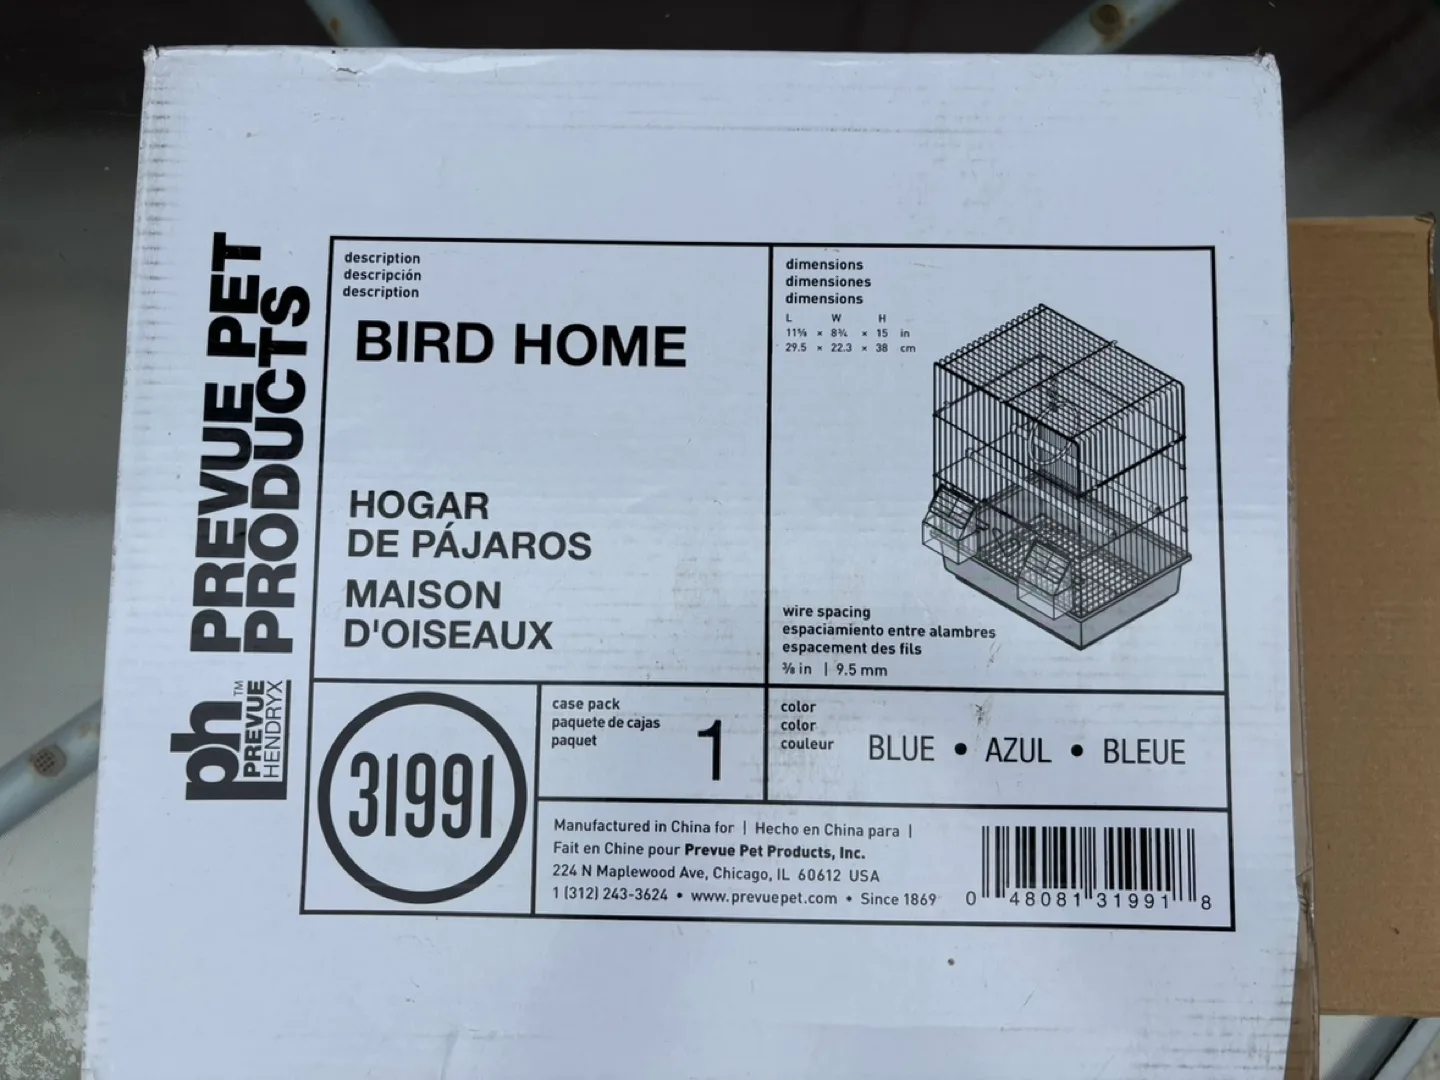 PREVUE PET
PRODUCTS
ph™
PREVUE
HENDRYX
description
descripción
description
BIRD HOME
HOGAR
DE PÁJAROS
MAISON
D'OISEAUX
dimensions
dimensiones
dimensions
L W H
11⅝ × 8¾ × 15 in
29.5 × 22.3 × 38 cm
wire spacing
espaciamiento entre alambres
espacement des fils
⅜ in | 9.5 mm
31991
case pack
paquete de cajas
paquet
1
color
color
couleur
BLUE • AZUL • BLEUE
Manufactured in China for | Hecho en China para |
Fait en Chine pour Prevue Pet Products, Inc.
224 N Maplewood Ave, Chicago, IL 60612 USA
1 (312) 243-3624 • www.prevuepet.com • Since 1869
0 48081 31991 8